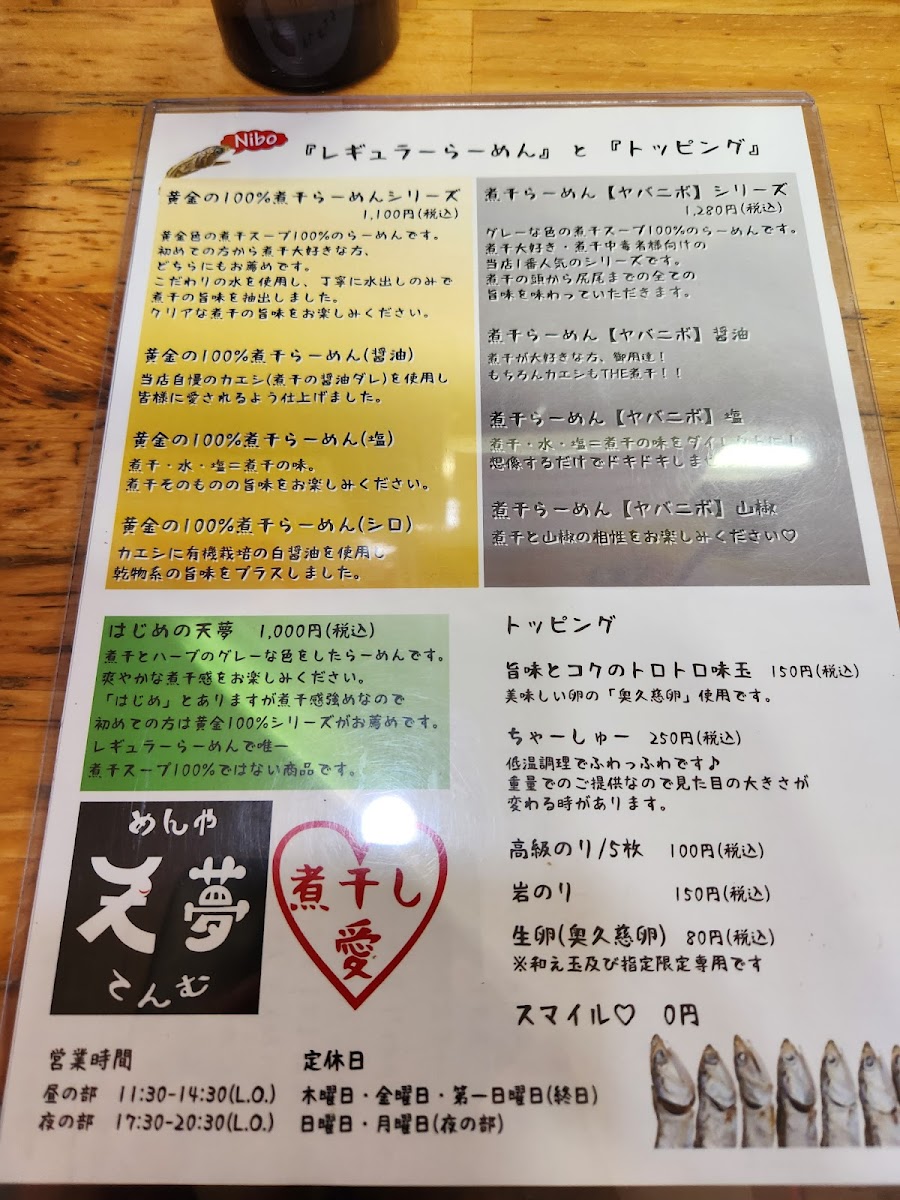 Nibo
『レギュラーらーめん』と『トッピング』
黄金の100%煮干らーめんシリーズ
1,100円(税込)
黄金色の煮干スープ100%のらーめんです。
初めての方から煮干大好きな方、
どちらにもお薦めです。
こだわりの水を使用し、丁寧に水出しのみで
煮干の旨味を抽出しました。
クリアな煮干の旨味をお楽しみください。
黄金の100%煮干らーめん(醤油)
当店自慢のカエシ(煮干の醤油ダレ)を使用し
皆様に愛されるよう仕上げました。
黄金の100%煮干らーめん(塩)
煮干・水・塩=煮干の味。
煮干そのものの旨味をお楽しみください。
黄金の100%煮干らーめん(シロ)
カエシに有機栽培の白醤油を使用し
乾物系の旨味をプラスしました。
煮干らーめん【ヤバニボ】シリーズ
1,280円(税込)
グレーな色の煮干スープ100%のらーめんです。
煮干大好き・煮干中毒者様向けの
当店1番人気のシリーズです。
煮干の頭から尻尾までの全ての
旨味を味わっていただきます。
煮干らーめん【ヤバニボ】醤油
煮干が大好きな方、御用達!
もちろんカエシもTHE煮干!!
煮干らーめん【ヤバニボ】塩
煮干・水・塩=煮干の味をダイレクトに!
想像するだけでドキドキしま
煮干らーめん【ヤバニボ】山椒
煮干と山椒の相性をお楽しみください♡
はじめの天夢 1,000円(税込)
煮干とハーブのグレーな色をしたらーめんです。
爽やかな煮干感をお楽しみください。
「はじめ」とありますが煮干感強めなので
初めての方は黄金100%シリーズがお薦めです。
レギュラーらーめんで唯一
煮干スープ100%ではない商品です。
トッピング
旨味とコクのトロトロ味玉 150円(税込)
美味しい卵の「奥久慈卵」使用です。
ちゃーしゅー 250円(税込)
低温調理でふわっふわです♪
重量でのご提供なので見た目の大きさが
変わる時があります。
高級のり/5枚 100円(税込)
岩のり 150円(税込)
生卵(奥久慈卵) 80円(税込)
※和え玉及び指定限定専用です
スマイル♡ 0円
めんや
天夢
てんむ
煮干し
愛
営業時間
昼の部 11:30-14:30(L.O.)
夜の部 17:30-20:30(L.O.)
定休日
木曜日・金曜日・第一日曜日(終日)
日曜日・月曜日(夜の部)